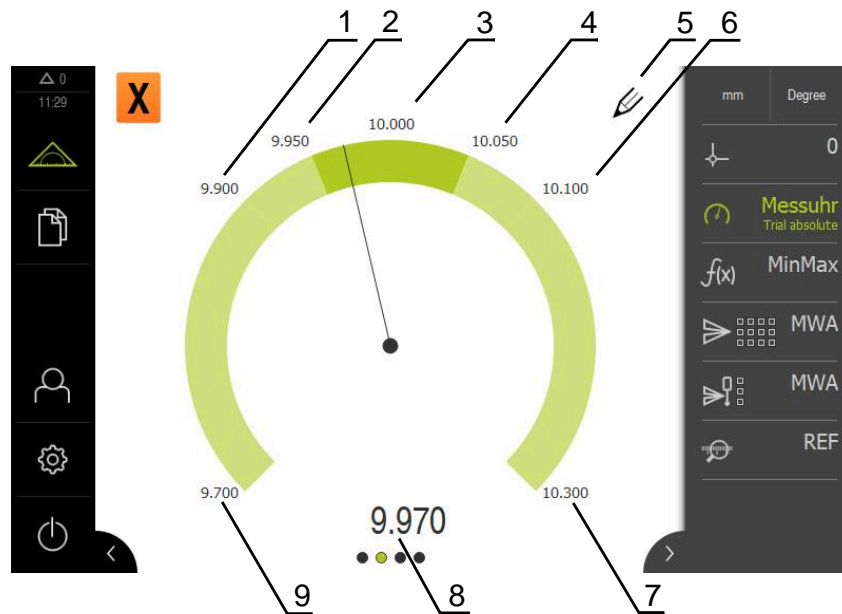 1 2 3 4 5 6
△ 0
11:29
X
9.900
9.950
10.000
10.050
10.100
9.700
10.300
9.970
9 8 7
mm Degree
0
Messuhr
Trial absolute
f(x) MinMax
MWA
MWA
REF